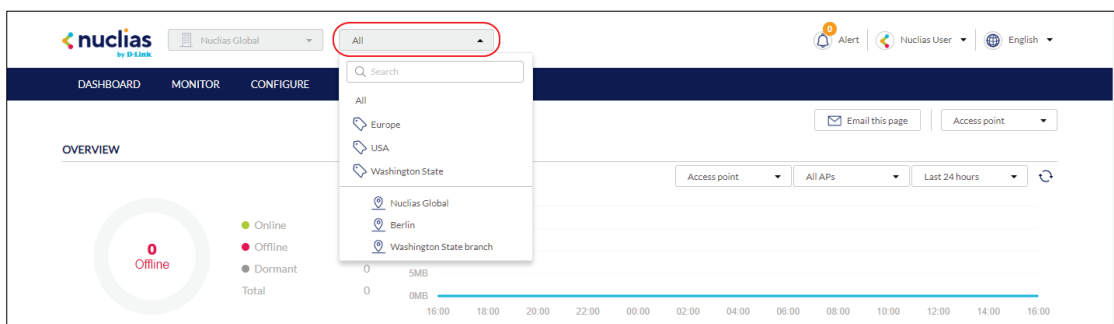 nuclias
by D-Link
Nuclias Global
All
0
Alert
Nuclias User
English
DASHBOARD MONITOR CONFIGURE
Search
All
Europe
USA
Washington State
Nuclias Global
Berlin
Washington State branch
Email this page
Access point
OVERVIEW
Access point
All APs
Last 24 hours
0
Offline
Online
Offline
Dormant 0
Total 0
5MB
0MB
16:00 18:00 20:00 22:00 00:00 02:00 04:00 06:00 08:00 10:00 12:00 14:00 16:00